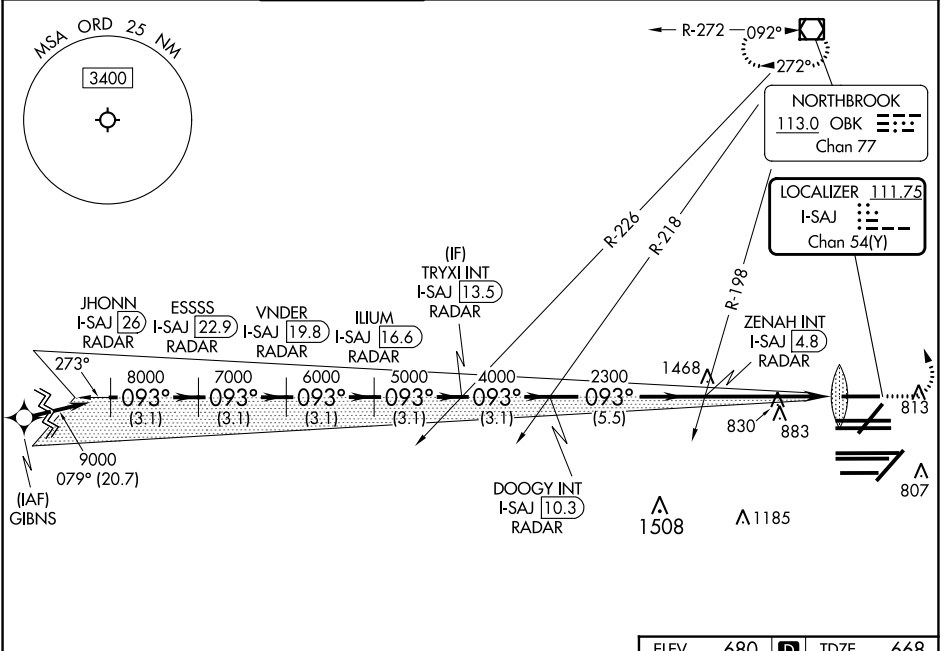 MSA ORD 25 NM
3400
R-272
092°
272°
NORTHBROOK
113.0 OBK
Chan 77
LOCALIZER 111.75
I-SAJ
Chan 54(Y)
R-226
R-218
R-198
(IF)
TRYXI INT
I-SAJ 13.5
RADAR
JHONN
I-SAJ 26
RADAR
ESSSS
I-SAJ 22.9
RADAR
VNDER
I-SAJ 19.8
RADAR
ILIUM
I-SAJ 16.6
RADAR
ZENAH INT
I-SAJ 4.8
RADAR
273°
8000
093°
(3.1)
7000
093°
(3.1)
6000
093°
(3.1)
5000
093°
(3.1)
4000
093°
(3.1)
2300
093°
(5.5)
1468
830
883
813
807
9000
079° (20.7)
(IAF)
GIBNS
DOOGY INT
I-SAJ 10.3
RADAR
1508
1185
ELEV 680 D TDZE 668